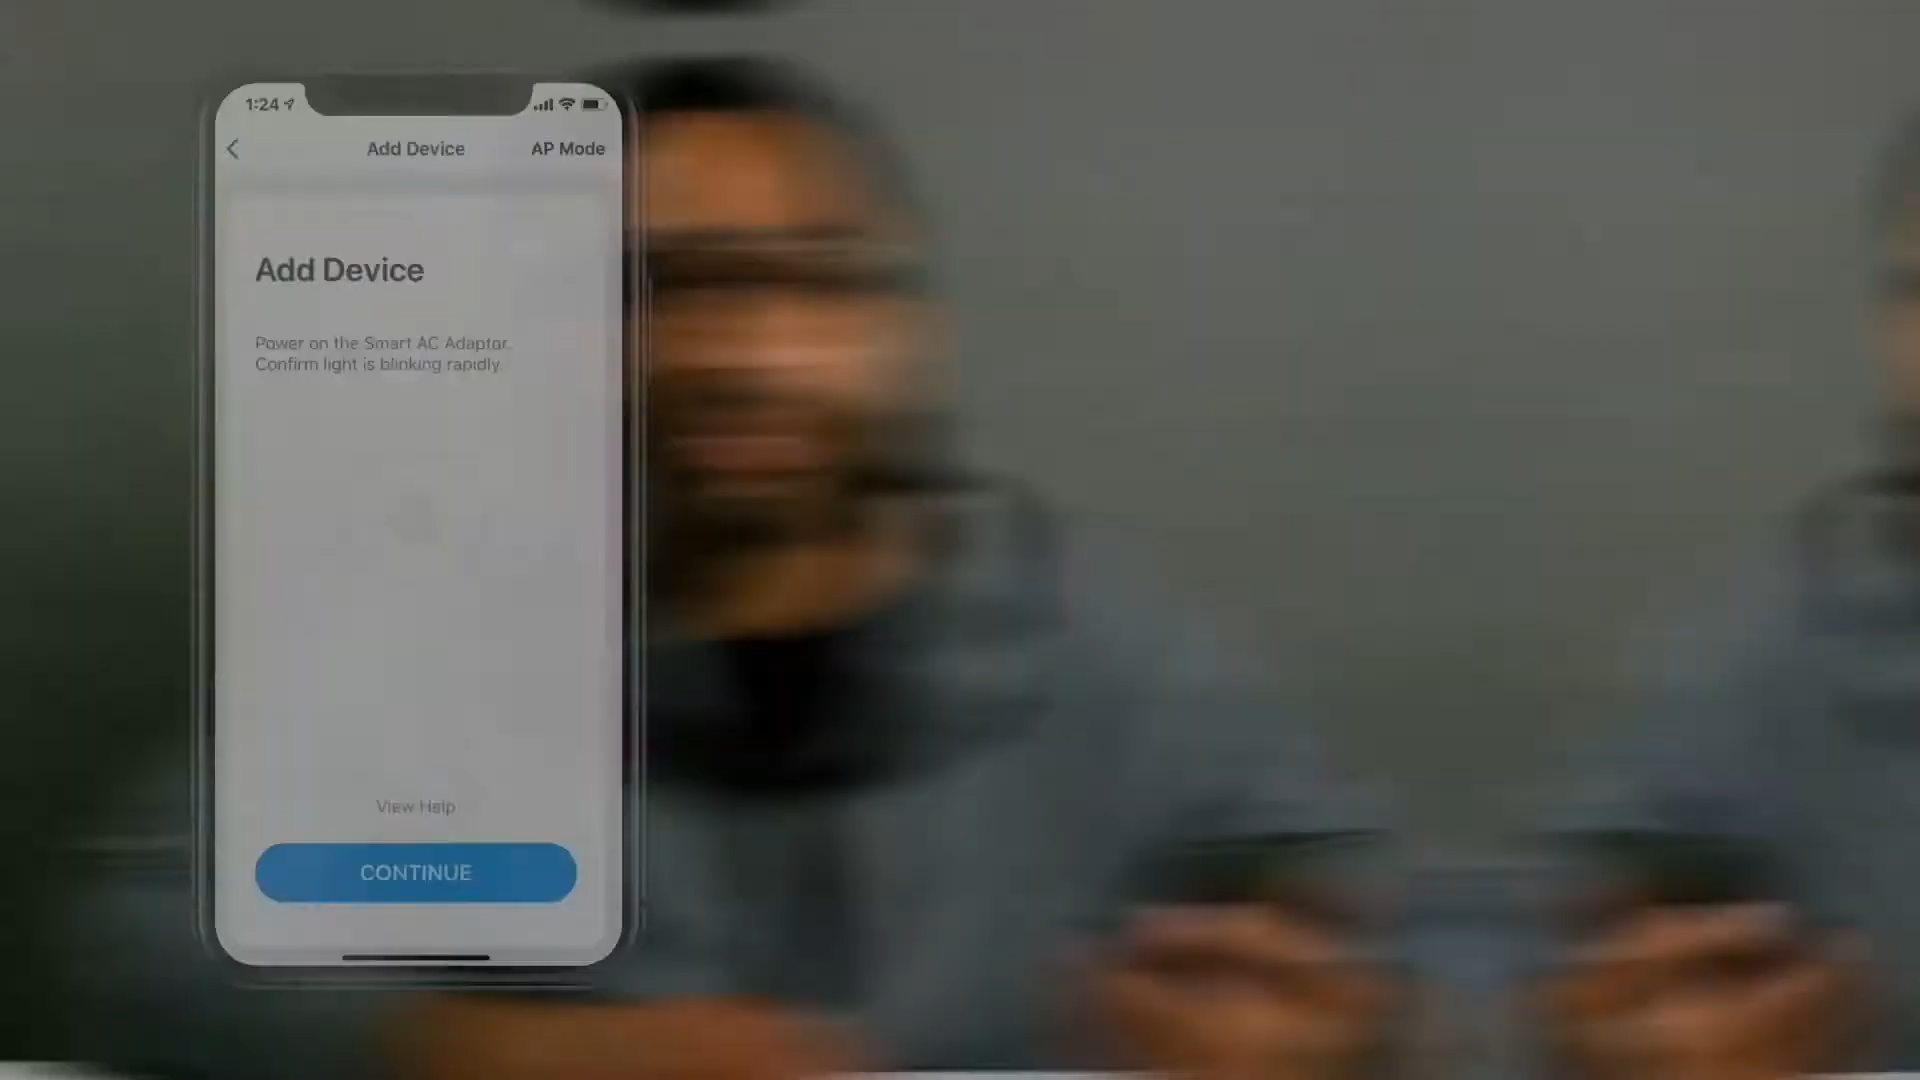 1:24
Add Device
AP Mode
Add Device
Power on the Smart AC Adaptor.
Confirm light is blinking rapidly.
View Help
CONTINUE